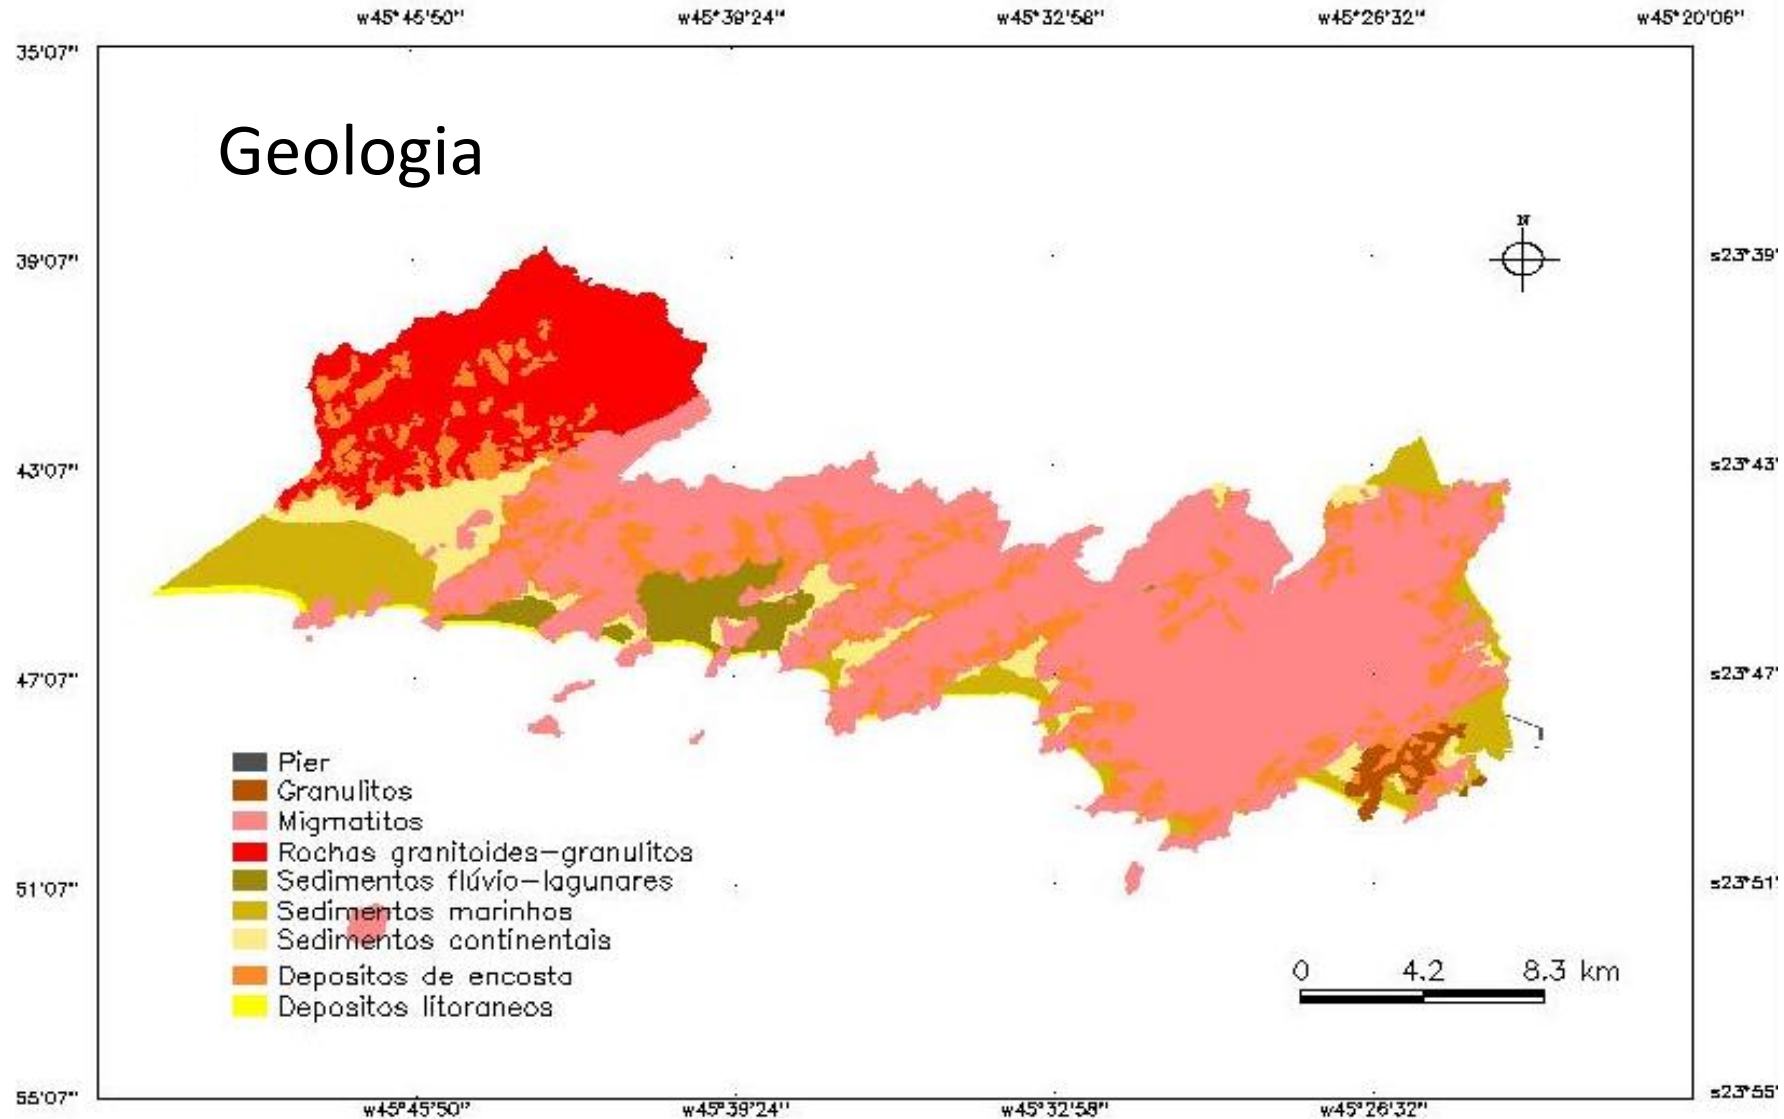 w45°45'50" w45°39'24" w45°32'58" w45°26'32" w45°20'06"
35'07"
Geologia
N
39'07" s23°39'
43'07" s23°43'
47'07" s23°47'
Pier
Granulitos
Migmatitos
Rochas granitoides-granulitos
51'07" Sedimentos flúvio-lagunares s23°51'
Sedimentos marinhos
Sedimentos continentais
Depositos de encosta 0 4.2 8.3 km
Depositos litoraneos
55'07" s23°55'
w45°45'50" w45°39'24" w45°32'58" w45°26'32"